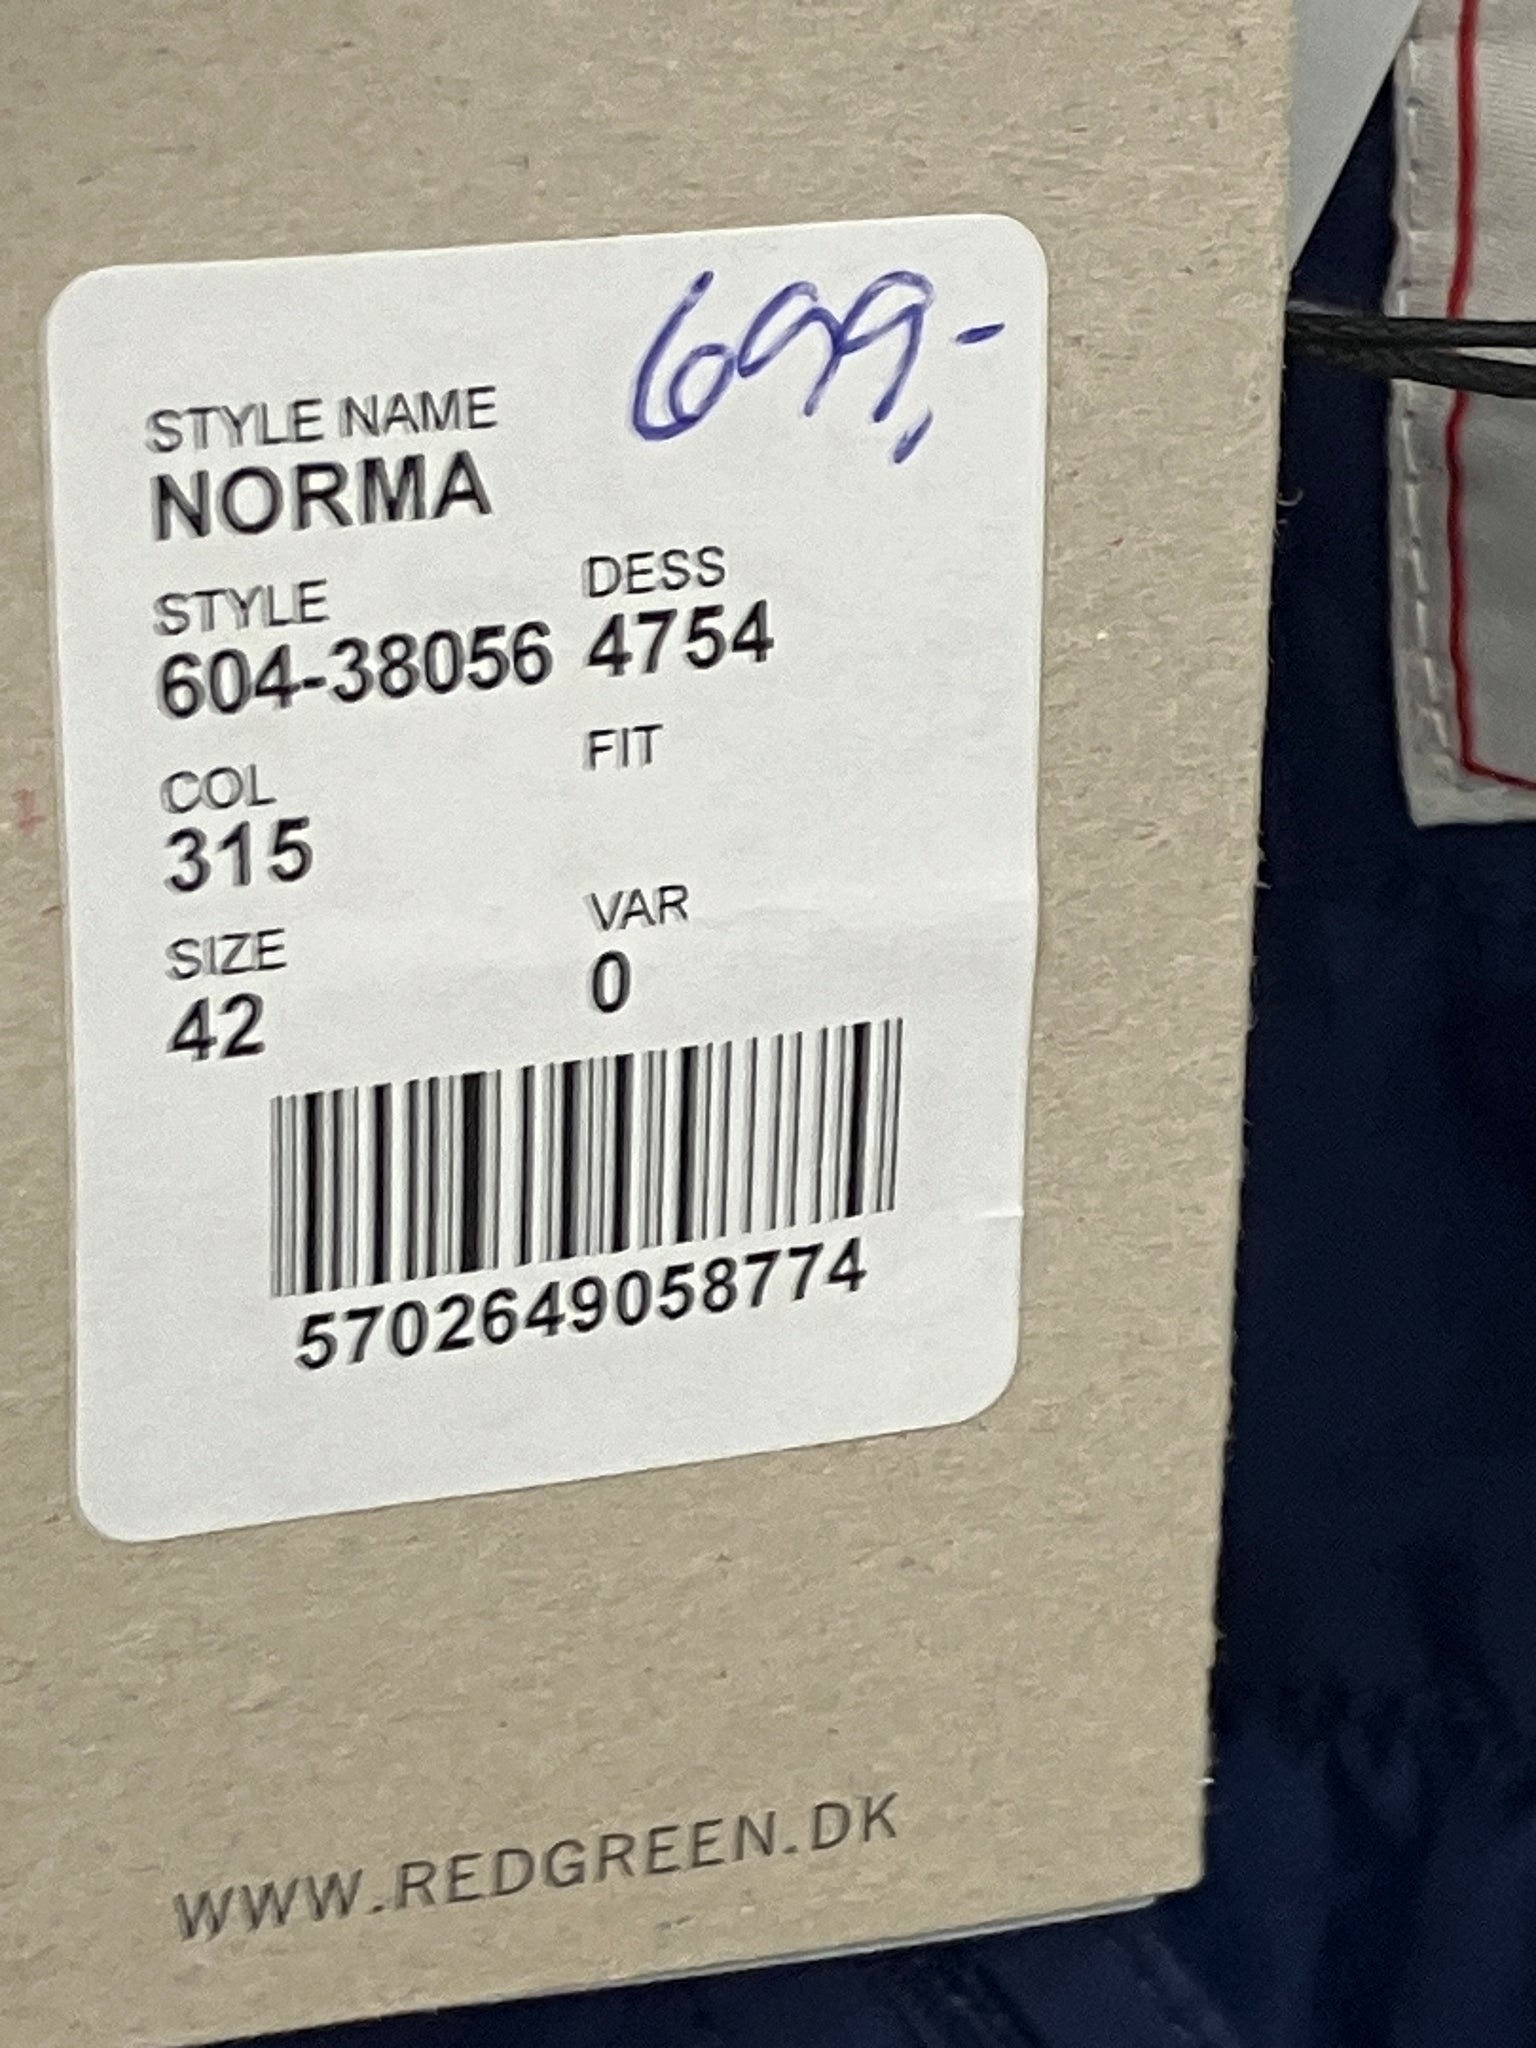 699,-
STYLE NAME
NORMA
STYLE DESS
604-38056 4754
COL FIT
315
SIZE VAR
42 0
5702649058774
WWW.REDGREEN.DK